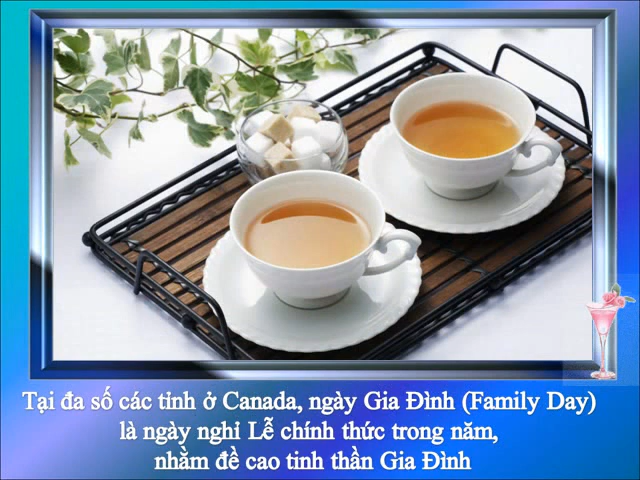 Tại đa số các tỉnh ở Canada, ngày Gia Đình (Family Day)
là ngày nghỉ Lễ chính thức trong năm,
nhằm đề cao tinh thần Gia Đình